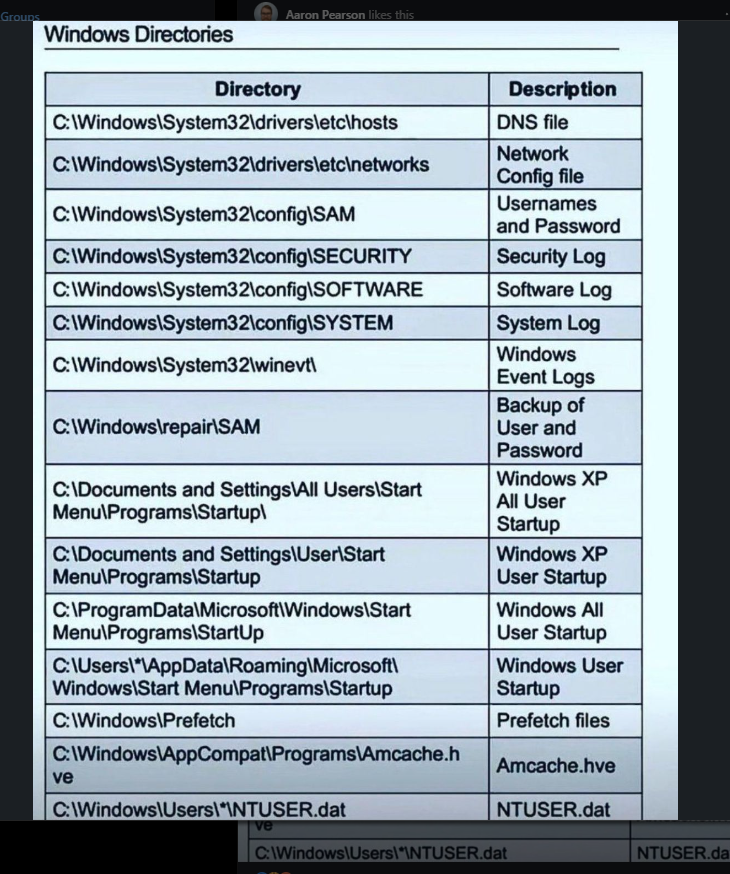 Groups
Aaron Pearson likes this
Windows Directories
Directory
Description
C:\Windows\System32\drivers\etc\hosts
DNS file
C:\Windows\System32\drivers\etc\networks
Network
Config file
C:\Windows\System32\config\SAM
Usernames
and Password
C:\Windows\System32\config\SECURITY
Security Log
C:\Windows\System32\config\SOFTWARE
Software Log
C:\Windows\System32\config\SYSTEM
System Log
C:\Windows\System32\winevt\
Windows
Event Logs
C:\Windows\repair\SAM
Backup of
User and
Password
C:\Documents and Settings\All Users\Start
Menu\Programs\Startup\
Windows XP
All User
Startup
C:\Documents and Settings\User\Start
Menu\Programs\Startup
Windows XP
User Startup
C:\ProgramData\Microsoft\Windows\Start
Menu\Programs\StartUp
Windows All
User Startup
C:\Users\*\AppData\Roaming\Microsoft\
Windows\Start Menu\Programs\Startup
Windows User
Startup
C:\Windows\Prefetch
Prefetch files
C:\Windows\AppCompat\Programs\Amcache.h
ve
Amcache.hve
C:\Windows\Users\*\NTUSER.dat
NTUSER.dat
ve
C:\Windows\Users\*\NTUSER.dat
NTUSER.da